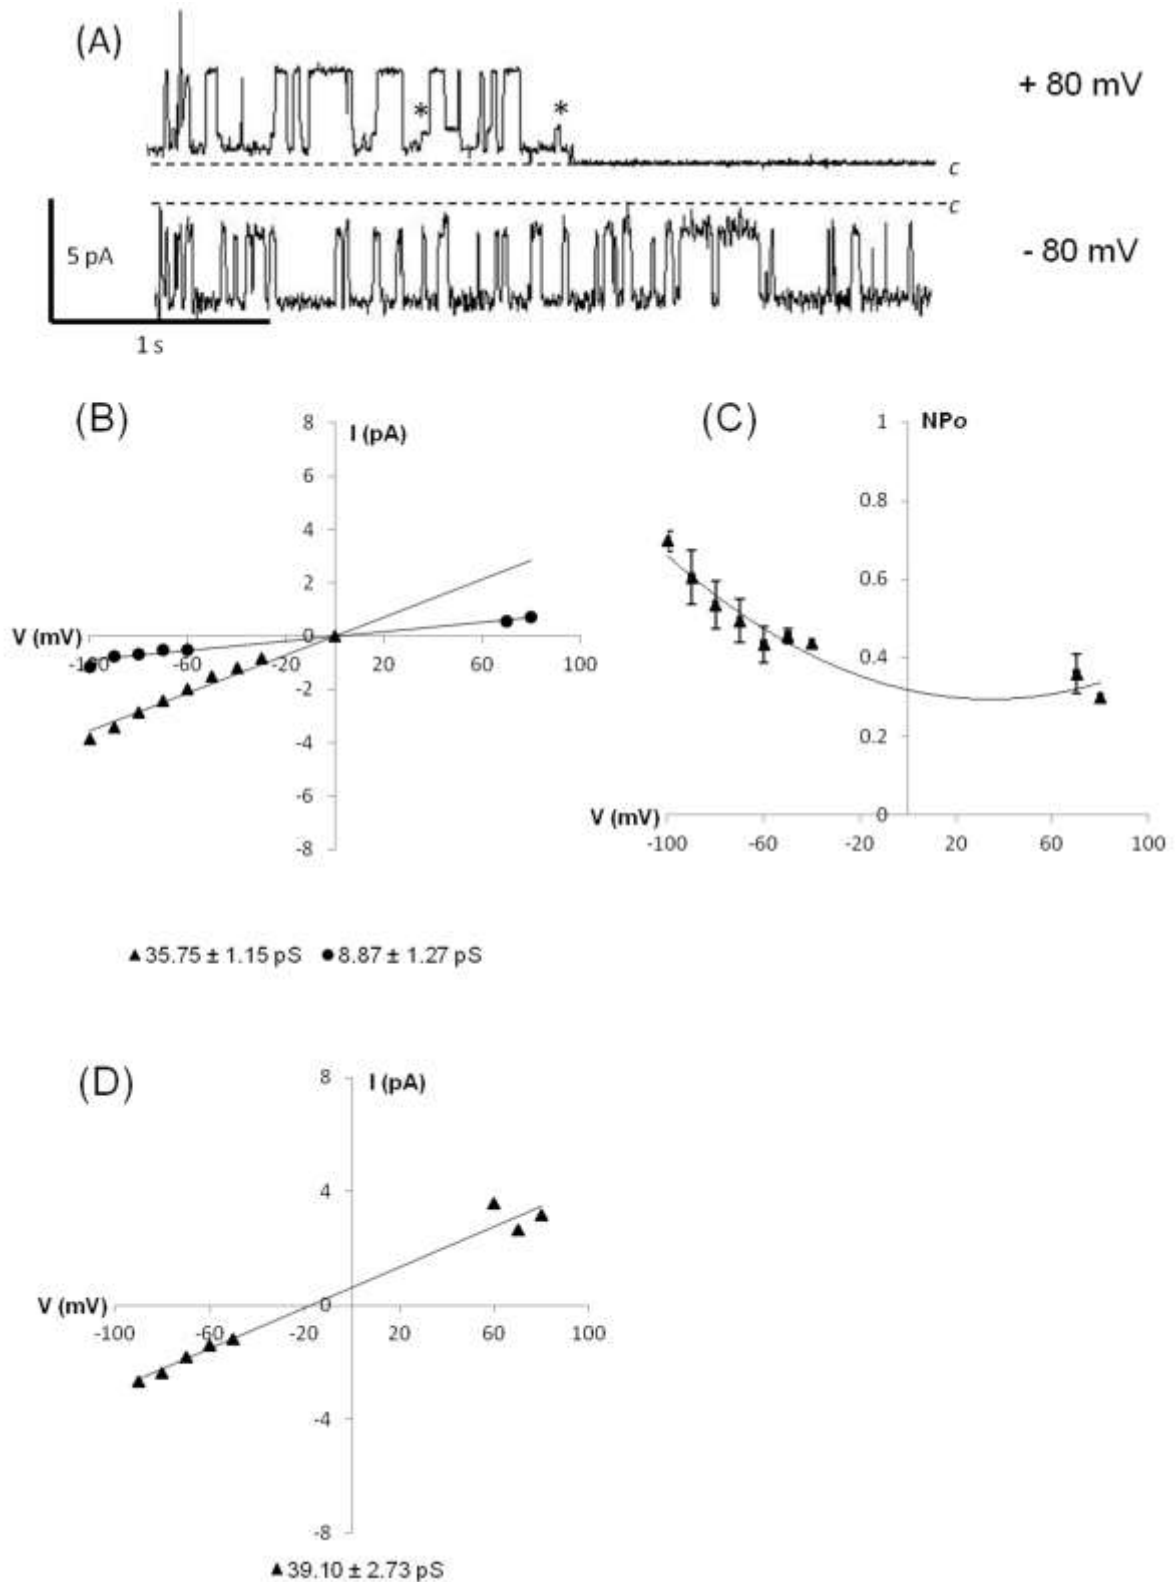 (A)
+ 80 mV
*
*
c
c
5 pA
- 80 mV
1 s
(B)
8
I (pA)
6
4
2
V (mV)
0
-100
-60
-20
20
60
100
-2
-4
-6
-8
(C)
1
NPo
0.8
0.6
0.4
0.2
V (mV)
0
-100
-60
-20
20
60
100
▲ 35.75 ± 1.15 pS ● 8.87 ± 1.27 pS
(D)
8
I (pA)
4
V (mV)
0
-100
-60
-20
20
60
100
-4
-8
▲ 39.10 ± 2.73 pS